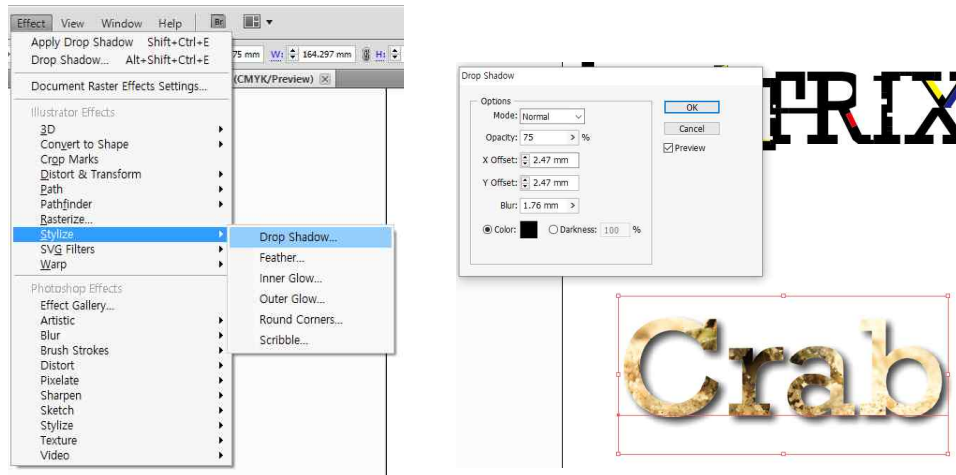 Effect View Window Help Br
Apply Drop Shadow Shift+Ctrl+E
Drop Shadow... Alt+Shift+Ctrl+E
75 mm W: 164.297 mm H:
(CMYK/Preview)
Document Raster Effects Settings...
Illustrator Effects
3D
Convert to Shape
Crop Marks
Distort & Transform
Path
Pathfinder
Rasterize...
Stylize
SVG Filters
Warp
Photoshop Effects
Effect Gallery...
Artistic
Blur
Brush Strokes
Distort
Pixelate
Sharpen
Sketch
Stylize
Texture
Video
Drop Shadow...
Feather...
Inner Glow...
Outer Glow...
Round Corners...
Scribble...
Drop Shadow
Options
Mode: Normal
Opacity: 75 > %
X Offset: 2.47 mm
Y Offset: 2.47 mm
Blur: 1.76 mm >
Color: Darkness: 100 %
OK
Cancel
Preview
TRIX
Crab